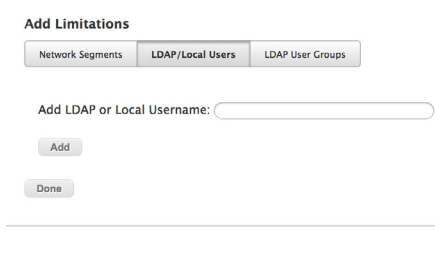 Add Limitations
Network Segments LDAP/Local Users LDAP User Groups
Add LDAP or Local Username:
Add
Done